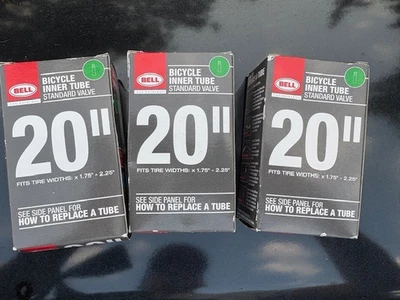 BELL
BICYCLE
INNER TUBE
STANDARD VALVE
20"
FITS TIRE WIDTHS: x 1.75" - 2.25"
SEE SIDE PANEL FOR
HOW TO REPLACE A TUBE
BELL
BICYCLE
INNER TUBE
STANDARD VALVE
20"
FITS TIRE WIDTHS: x 1.75" - 2.25"
SEE SIDE PANEL FOR
HOW TO REPLACE A TUBE
TUBE
BELL
BICYCLE
INNER TUBE
STANDARD VALVE
20"
FITS TIRE WIDTHS: x 1.75" - 2.25"
SEE SIDE PANEL FOR
HOW TO REPLACE A TUBE